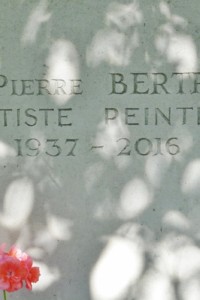 PIERRE BERT
TISTE PEINT
1937 - 2016